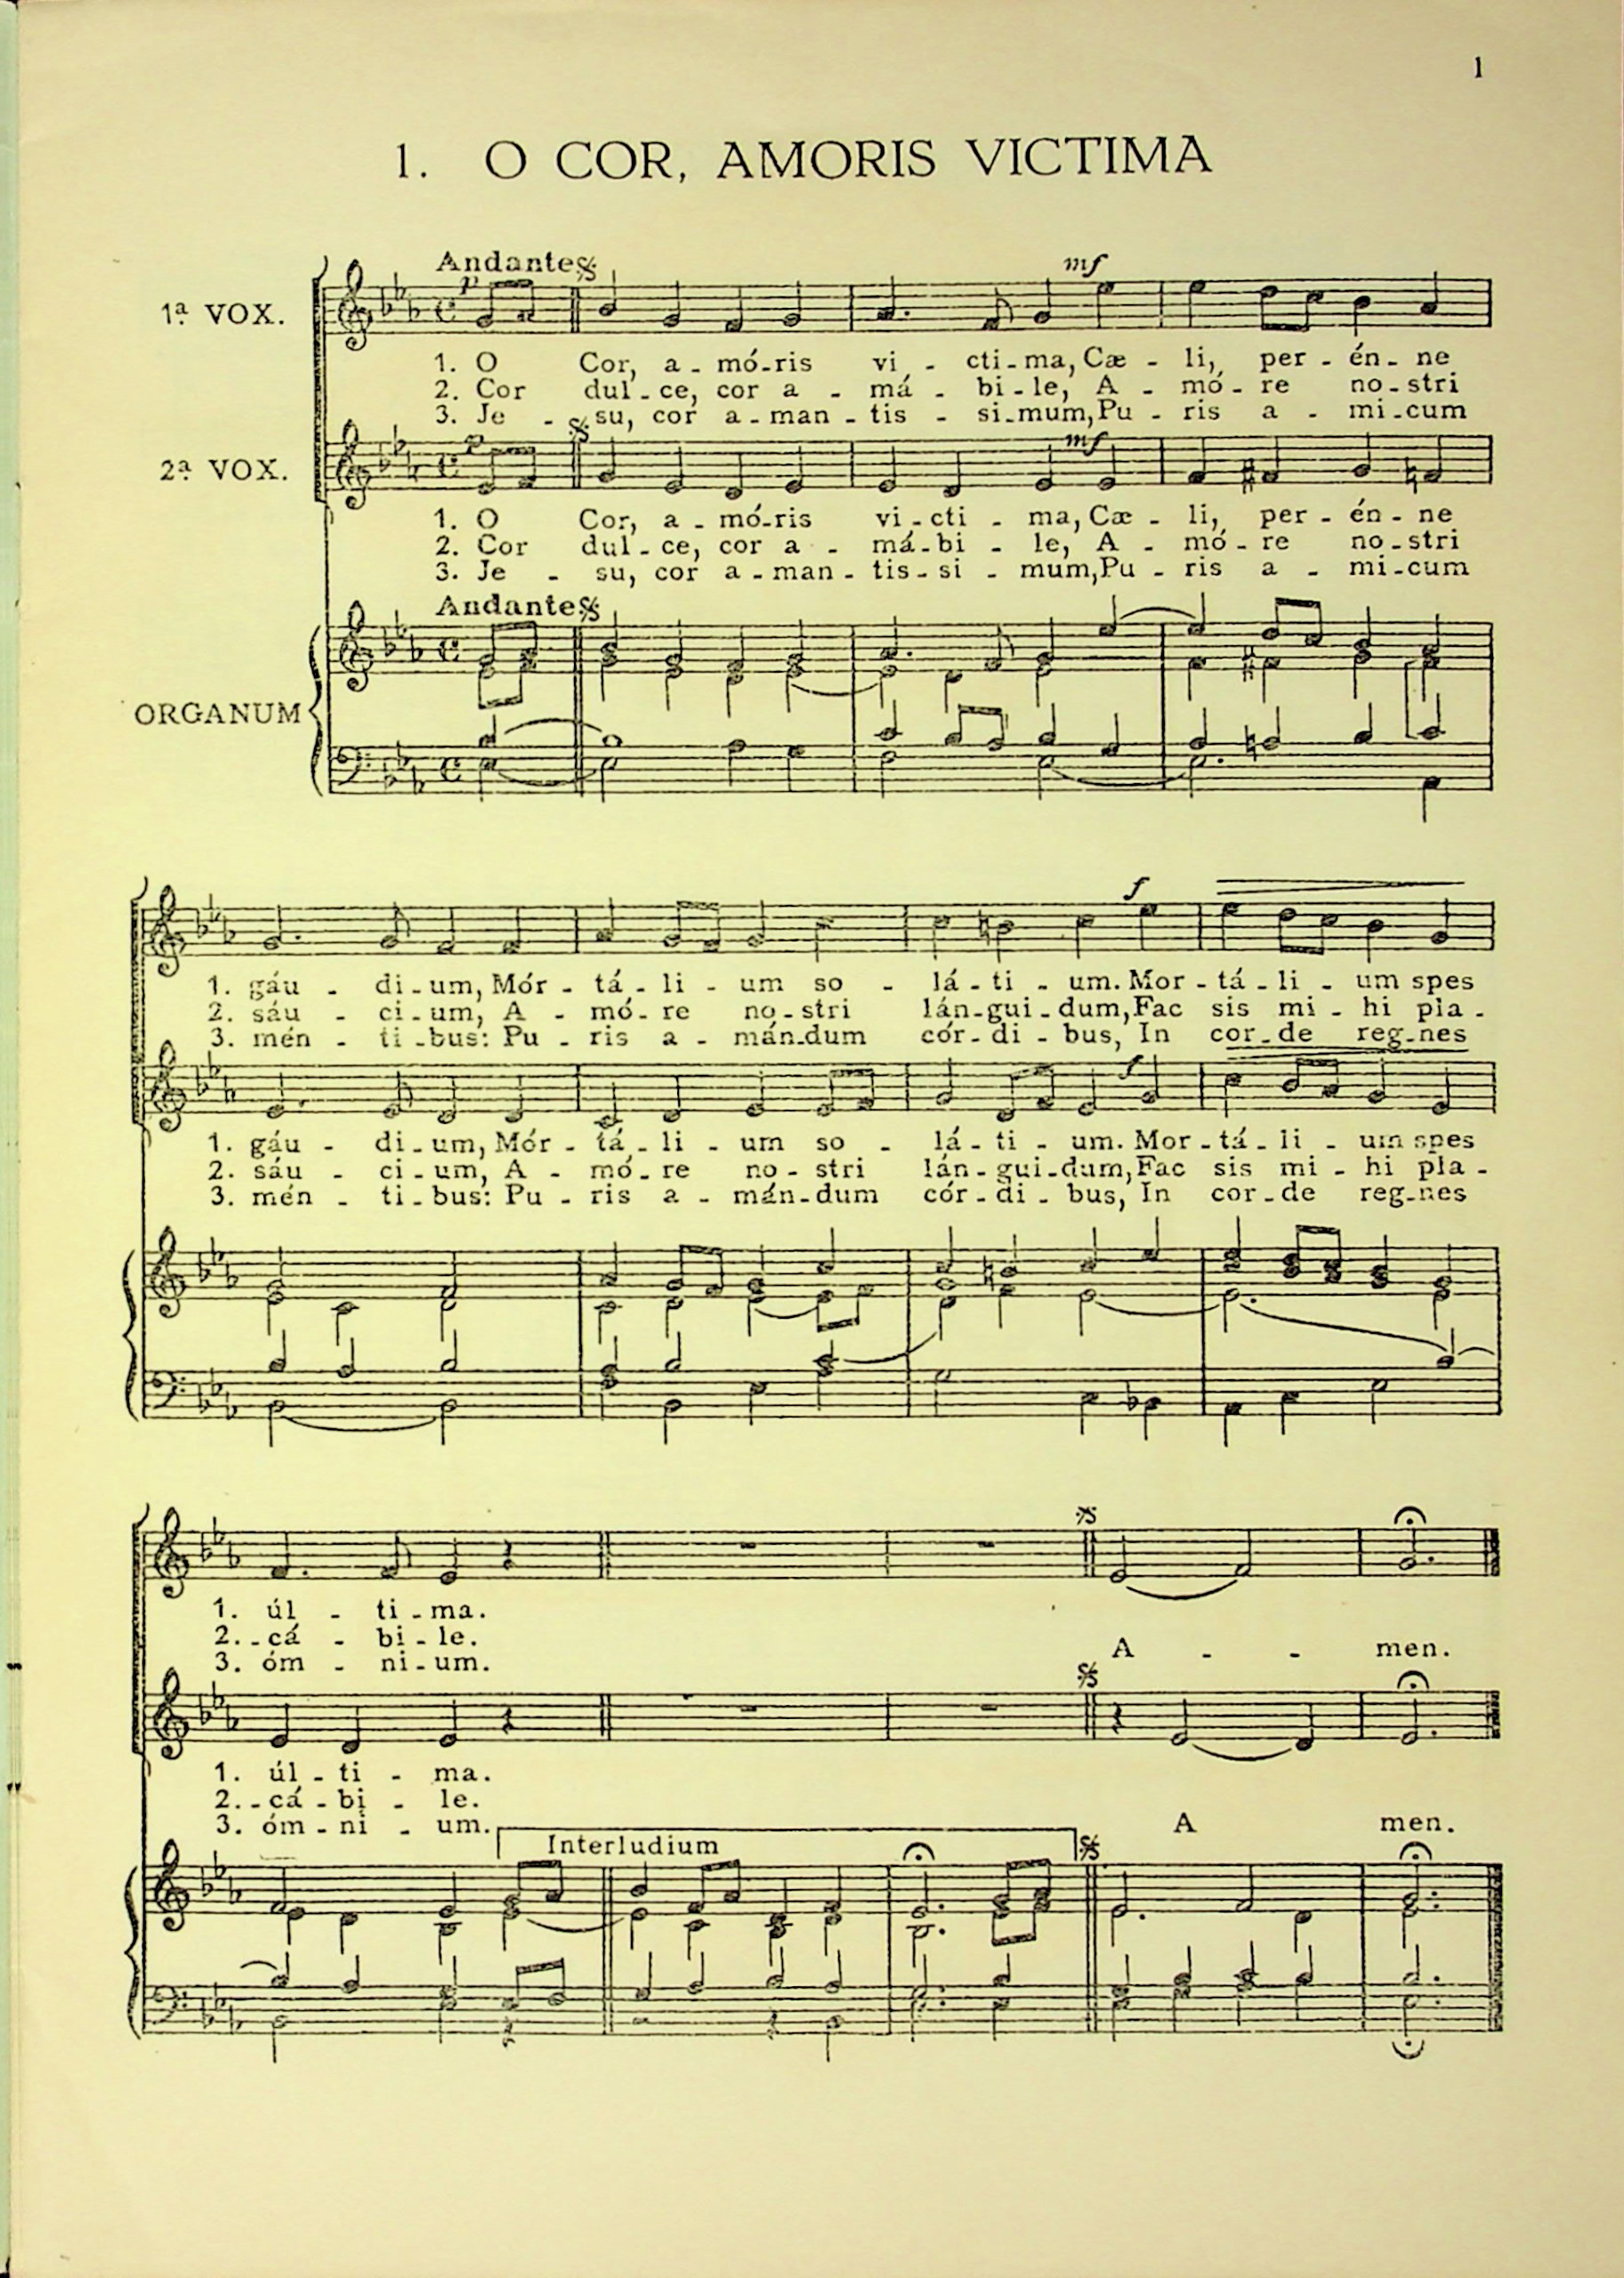 1
1. O COR, AMORIS VICTIMA
Andante
p mf
1ª VOX.
1. O Cor, a - mó-ris vi - cti-ma, Cæ - li, per - én - ne
2. Cor dul - ce, cor a - má - bi - le, A - mó - re no - stri
3. Je - su, cor a - man - tis - si-mum, Pu - ris a - mi-cum
p mf
2ª VOX.
1. O Cor, a - mó-ris vi - cti - ma, Cæ - li, per - én - ne
2. Cor dul - ce, cor a - má-bi - le, A - mó - re no - stri
3. Je - su, cor a - man - tis - si - mum, Pu - ris a - mi-cum
Andante
ORGANUM
f
1. gáu - di - um, Mór - tá - li - um so - lá - ti - um. Mor - tá - li - um spes
2. sáu - ci - um, A - mó - re no - stri lán-gui-dum, Fac sis mi - hi pla -
3. mén - ti-bus: Pu - ris a - mán-dum cór - di - bus, In cor-de reg-nes
f
1. gáu - di - um, Mór - tá - li - um so - lá - ti - um. Mor - tá - li - um spes
2. sáu - ci - um, A - mó - re no - stri lán - gui-dum, Fac sis mi - hi pla -
3. mén - ti - bus: Pu - ris a - mán-dum cór - di - bus, In cor-de reg-nes
1. úl - ti - ma.
2. -cá - bi - le.
3. óm - ni-um.
A - - men.
1. úl - ti - ma.
2. -cá - bi - le.
3. óm - ni - um.
A men.
Interludium